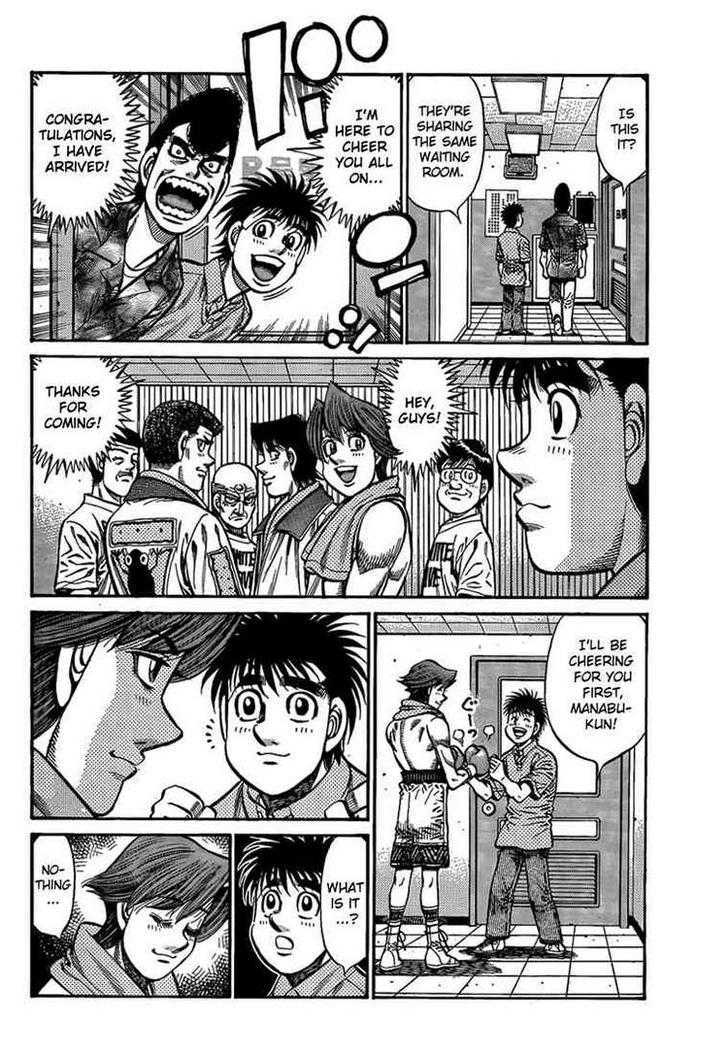 IS
THIS
IT?
THEY'RE
SHARING
THE SAME
WAITING
ROOM.
I'M
HERE TO
CHEER
YOU ALL
ON...
CONGRA-
TULATIONS,
I HAVE
ARRIVED!
HEY,
GUYS!
THANKS
FOR
COMING!
I'LL BE
CHEERING
FOR YOU
FIRST,
MANABU-
KUN!
WHAT
IS IT
...?
NO-
THING
...